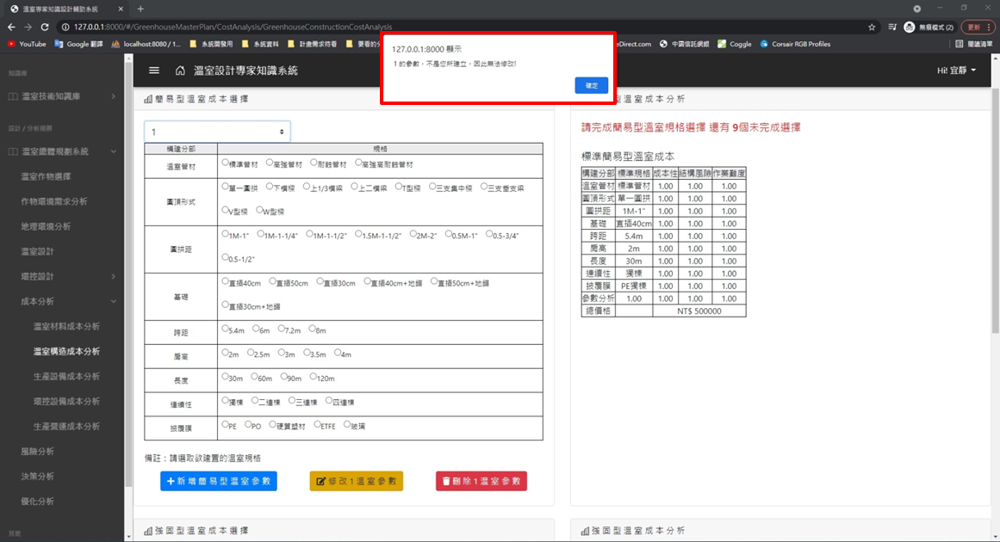 溫室專家知識設計輔助系統
127.0.0.1:8000/#/GreenhouseMasterPlan/CostAnalysis/GreenhouseConstructionCostAnalysis
無痕模式 (2)
更新
YouTube
Google 翻譯
localhost:8080 / 1...
系統開發用
系統資料
計畫需求待看
要看的分
eDirect.com
中國信託網銀
Coggle
Corsair RGB Profiles
閱讀清單
127.0.0.1:8000 顯示
1 的參數，不是您所建立，因此無法修改!
確定
溫室設計專家知識系統
Hi! 宜靜
知識庫
溫室技術知識庫
設計 / 分析規劃
溫室總體規劃系統
溫室作物選擇
作物環境需求分析
地理環境分析
溫室設計
環控設計
成本分析
溫室材料成本分析
溫室構造成本分析
生產設備成本分析
環控設備成本分析
生產營運成本分析
風險分析
決策分析
優化分析
其他
簡易型溫室成本選擇
1
構建分部 規格
溫室管材 標準管材 高強管材 耐蝕管材 高強高耐蝕管材
圓頂形式 單一圓拱 下橫樑 上1/3橫梁 上二橫梁 T型樑 三支集中樑 三支垂支梁
V型樑 W型樑
圓拱距 1M-1" 1M-1-1/4" 1M-1-1/2" 1.5M-1-1/2" 2M-2" 0.5M-1" 0.5-3/4"
0.5-1/2"
基礎 直插40cm 直插50cm 直插30cm 直插40cm+地錨 直插50cm+地錨
直插30cm+地錨
跨距 5.4m 6m 7.2m 8m
肩高 2m 2.5m 3m 3.5m 4m
長度 30m 60m 90m 120m
連續性 獨棟 二連棟 三連棟 四連棟
披覆膜 PE PO 硬質塑材 ETFE 玻璃
備註：請選取欲建置的溫室規格
新增簡易型溫室參數
修改1溫室參數
刪除1溫室參數
強固型溫室成本選擇
型溫室成本分析
請完成簡易型溫室規格選擇 還有 9個未完成選擇
標準簡易型溫室成本
構建分部 標準規格 成本性 結構風險 作業難度
溫室管材 標準管材 1.00 1.00 1.00
圓頂形式 單一圓拱 1.00 1.00 1.00
圓拱距 1M-1" 1.00 1.00 1.00
基礎 直插40cm 1.00 1.00 1.00
跨距 5.4m 1.00 1.00 1.00
肩高 2m 1.00 1.00 1.00
長度 30m 1.00 1.00 1.00
連續性 獨棟 1.00 1.00 1.00
披覆膜 PE獨棟 1.00 1.00 1.00
參數分析 1.00 1.00 1.00 1.00
總價格 NT$ 500000
強固型溫室成本分析